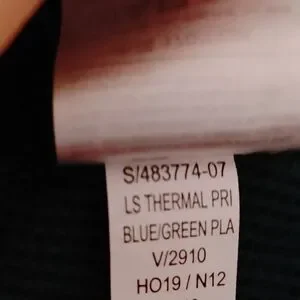 S/483774-07
LS THERMAL PRI
BLUE/GREEN PLA
V/2910
HO19 / N12